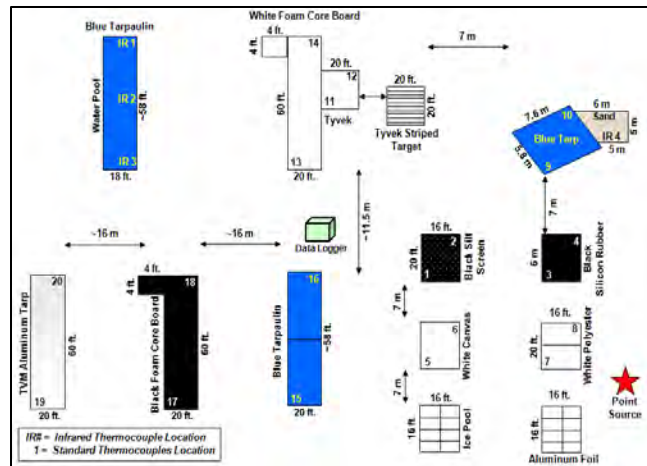 White Foam Core Board
Blue Tarpaulin
4 ft.
7 m
IR 1
14
4 ft.
20 ft.
12
20 ft.
6 m
Water Pool
IR 2
~58 ft.
60 ft.
20 ft.
7.6 m
10
Sand
5 m
11
Tyvek
Tyvek Striped
Target
Blue Tarp
IR 4
5 m
5.8 m
9
IR 3
13
18 ft.
20 ft.
7 m
~11.5 m
~16 m
~16 m
Data Logger
16 ft.
2
20 ft.
1
Black Silt
Screen
4
6 m
3
Black
Silicon Rubber
4 ft.
20
4 ft.
18
16
7 m
TVM Aluminum Tarp
60 ft.
Black Foam Core Board
60 ft.
Blue Tarpaulin
~58 ft.
6
5
White Canvas
16 ft.
8
20 ft.
7
White Polyester
7 m
19
17
15
20 ft.
20 ft.
20 ft.
16 ft.
16 ft.
Ice Pool
16 ft.
16 ft.
Aluminum Foil
Point
Source
IR# = Infrared Thermocouple Location
1 = Standard Thermocouples Location